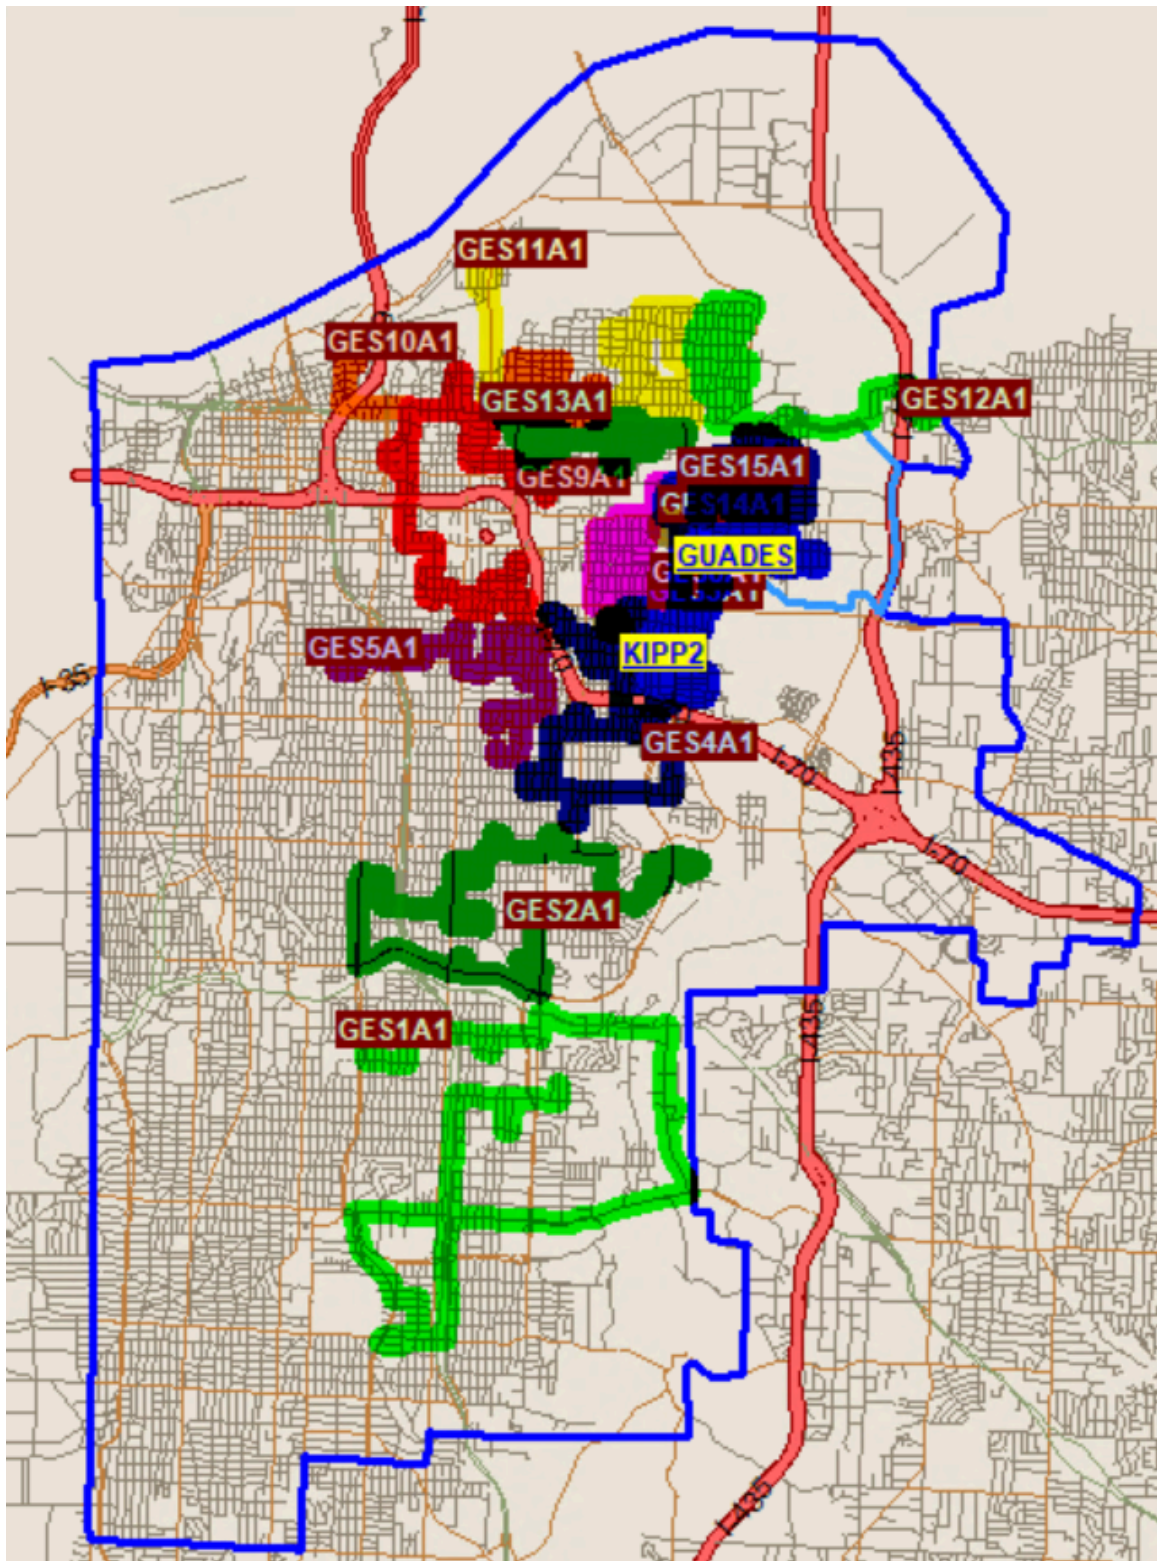 GES11A1
GES10A1
GES13A1
GES12A1
GES15A1
GES9A1
GES14A1
GUADES
GES5A1
KIPP2
I-35
GES4A1
I-70
I-435
I-70
GES2A1
GES1A1
I-435
I-435